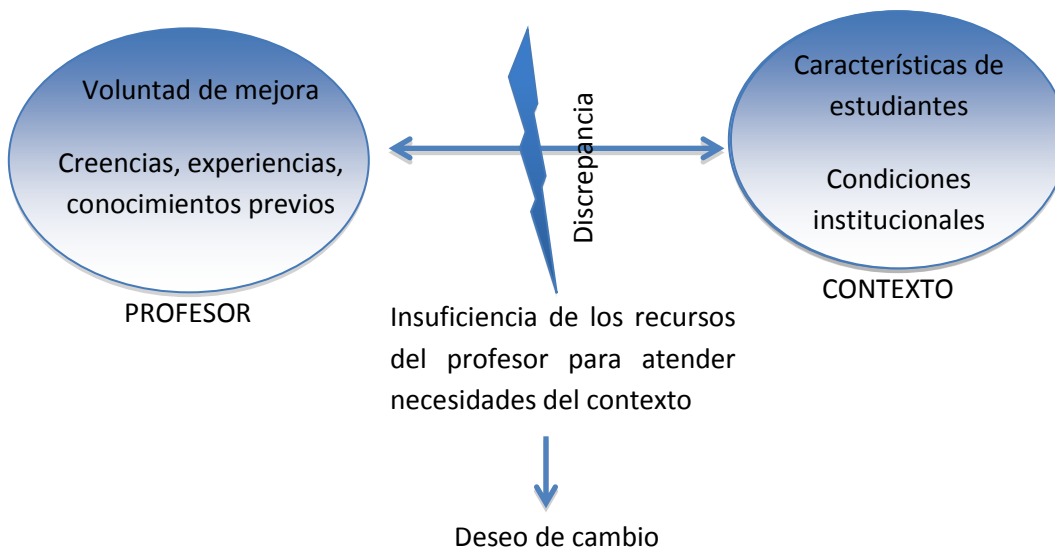 Voluntad de mejora
Creencias, experiencias,
conocimientos previos
PROFESOR
Discrepancia
Características de
estudiantes
Condiciones
institucionales
CONTEXTO
Insuficiencia de los recursos
del profesor para atender
necesidades del contexto
Deseo de cambio